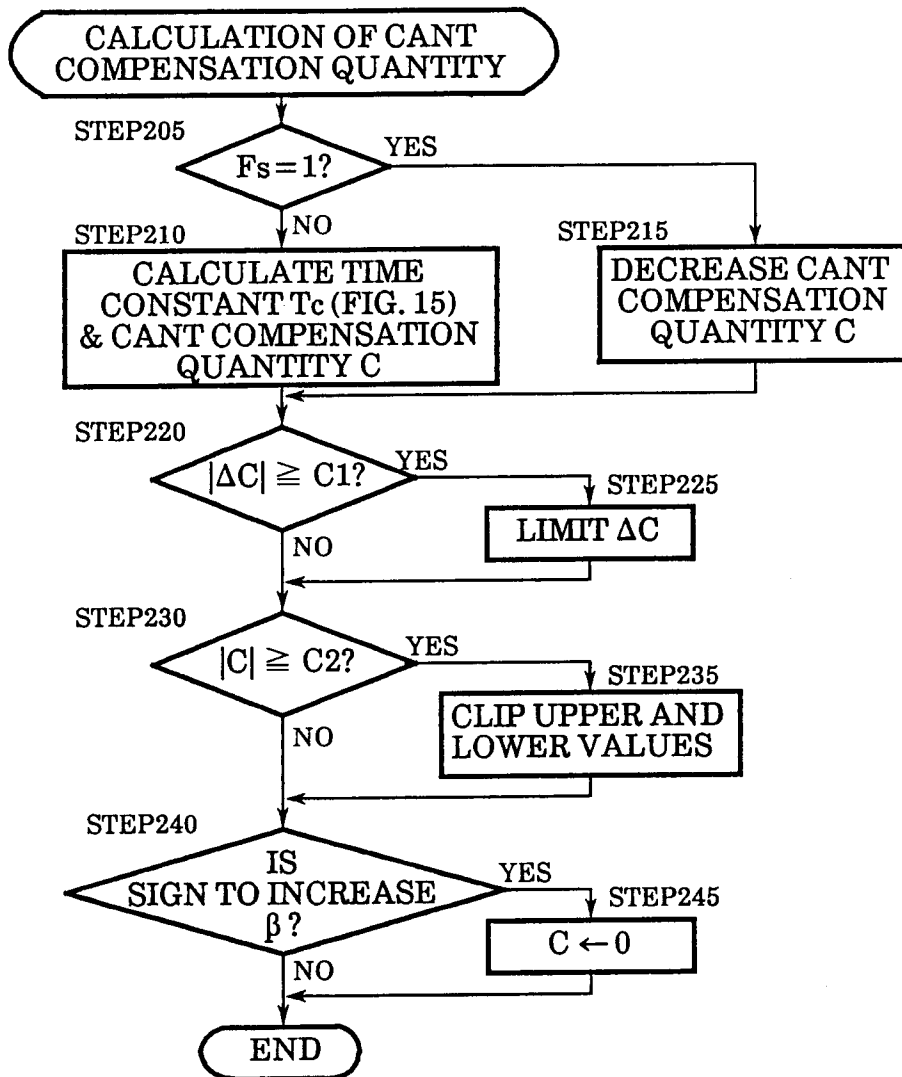 CALCULATION OF CANT
COMPENSATION QUANTITY
STEP205
Fs=1?
YES
NO
STEP210
CALCULATE TIME
CONSTANT Tc (FIG. 15)
& CANT COMPENSATION
QUANTITY C
STEP215
DECREASE CANT
COMPENSATION
QUANTITY C
STEP220
|ΔC| ≧ C1?
YES
NO
STEP225
LIMIT ΔC
STEP230
|C| ≧ C2?
YES
NO
STEP235
CLIP UPPER AND
LOWER VALUES
STEP240
IS
SIGN TO INCREASE
β?
YES
NO
STEP245
C ← 0
END